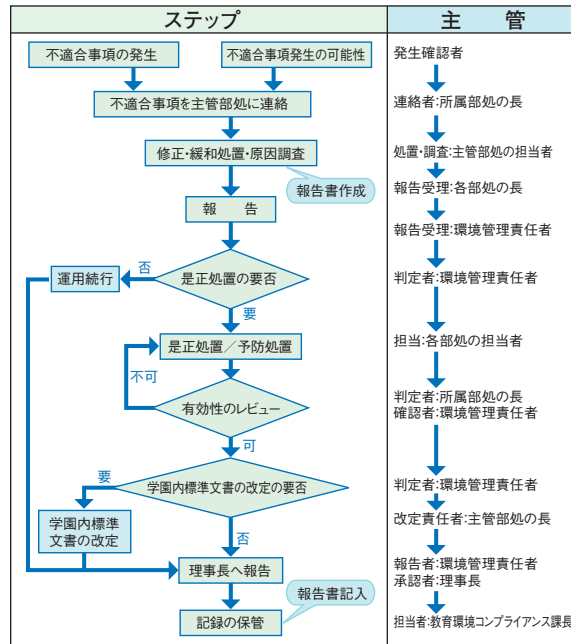 ステップ
主 管
不適合事項の発生
不適合事項発生の可能性
発生確認者
不適合事項を主管部処に連絡
連絡者:所属部処の長
修正・緩和処置・原因調査
処置・調査:主管部処の担当者
報告書作成
報告受理:各部処の長
報 告
報告受理:環境管理責任者
否
運用続行
是正処置の要否
判定者:環境管理責任者
要
是正処置／予防処置
担当:各部処の担当者
不可
有効性のレビュー
判定者:所属部処の長
確認者:環境管理責任者
可
要
学園内標準文書の改定の要否
判定者:環境管理責任者
学園内標準
文書の改定
改定責任者:主管部処の長
否
理事長へ報告
報告者:環境管理責任者
承認者:理事長
報告書記入
記録の保管
担当者:教育環境コンプライアンス課長